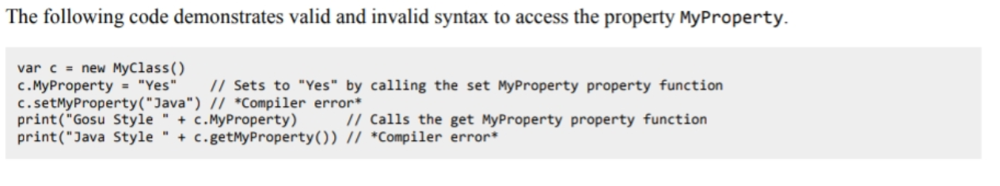 The following code demonstrates valid and invalid syntax to access the property MyProperty.
var c = new MyClass()
c.MyProperty = "Yes"    // Sets to "Yes" by calling the set MyProperty property function
c.setMyProperty("Java") // *Compiler error*
print("Gosu Style " + c.MyProperty)      // Calls the get MyProperty property function
print("Java Style " + c.getMyProperty()) // *Compiler error*